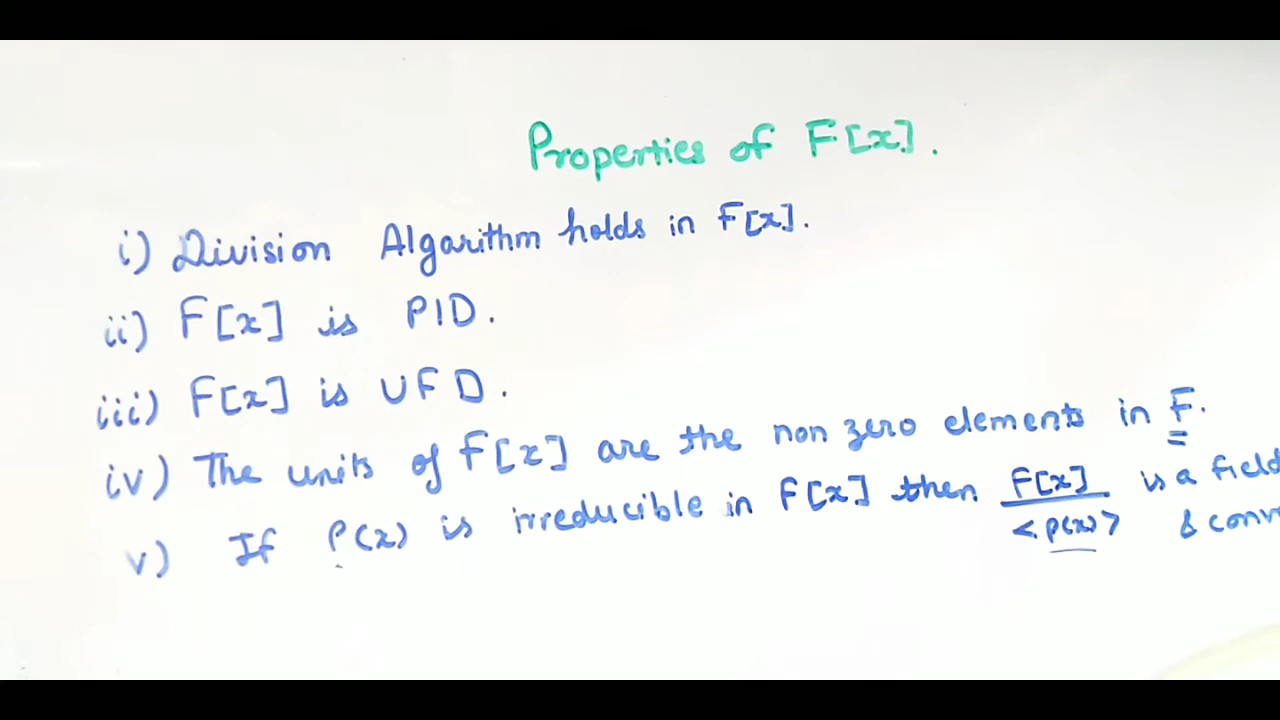 Properties of F[x].
i) Division Algorithm holds in F[x].
ii) F[x] is PID.
iii) F[x] is UFD.
iv) The units of F[x] are the non zero elements in F.
v) If P(x) is irreducible in F[x] then F[x] is a field
<p(x)> &